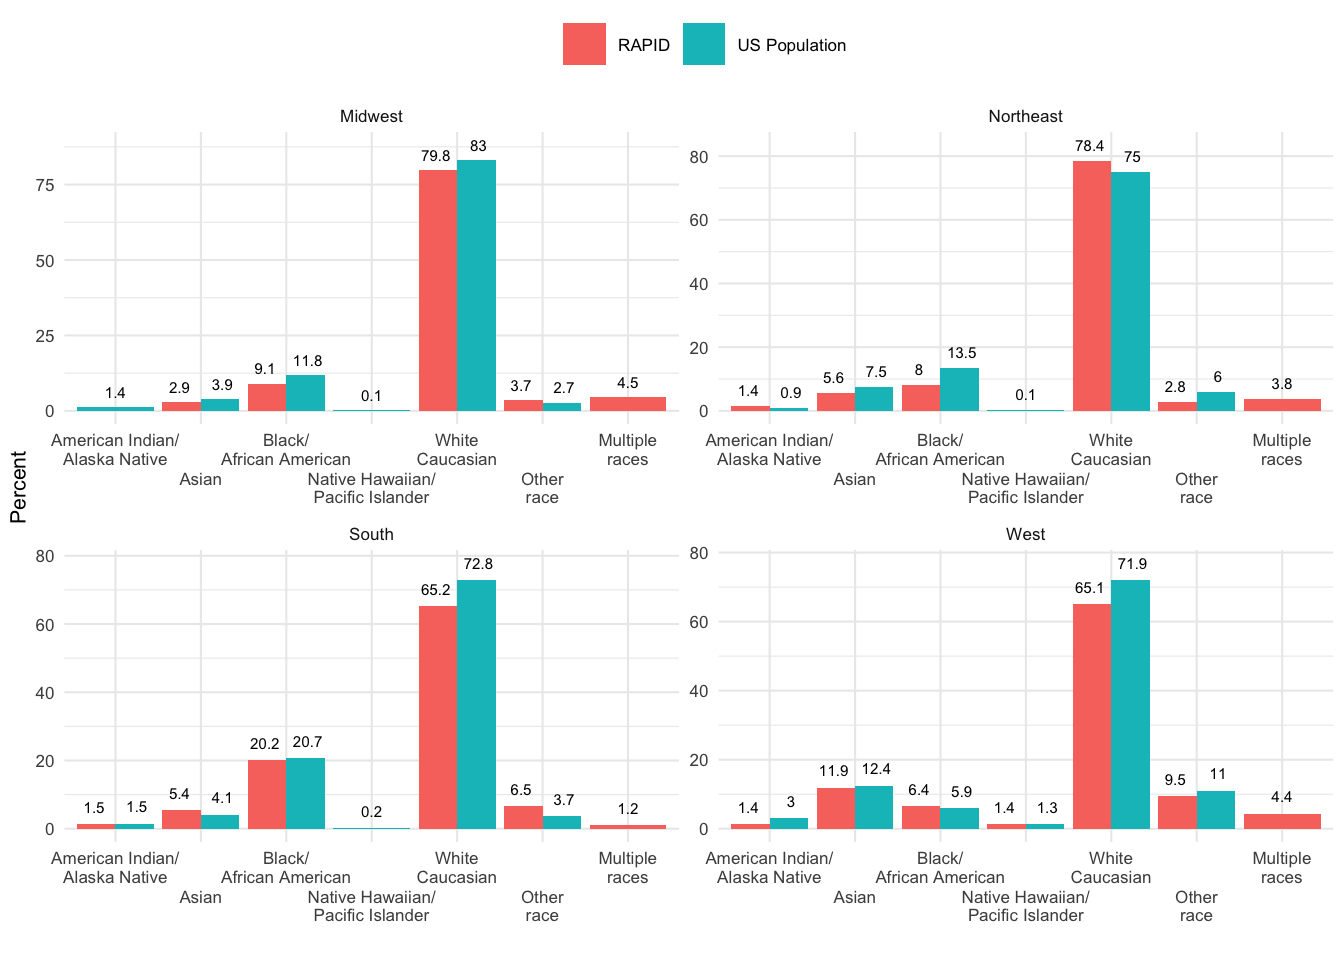 RAPID US Population
Midwest
79.8 83
75
50
25
9.1 11.8
1.4 2.9 3.9 0.1 3.7 2.7 4.5
0
American Indian/ Black/ White Multiple
Alaska Native African American Caucasian races
Asian Native Hawaiian/ Other
Pacific Islander race
Northeast
78.4 75
80
60
40
20
1.4 0.9 5.6 7.5 8 13.5 0.1 2.8 6 3.8
0
American Indian/ Black/ White Multiple
Alaska Native African American Caucasian races
Asian Native Hawaiian/ Other
Pacific Islander race
Percent
South
80
65.2 72.8
60
40
20.2 20.7
20
1.5 1.5 5.4 4.1 0.2 6.5 3.7 1.2
0
American Indian/ Black/ White Multiple
Alaska Native African American Caucasian races
Asian Native Hawaiian/ Other
Pacific Islander race
West
80
65.1 71.9
60
40
20
1.4 3 11.9 12.4 6.4 5.9 1.4 1.3 9.5 11 4.4
0
American Indian/ Black/ White Multiple
Alaska Native African American Caucasian races
Asian Native Hawaiian/ Other
Pacific Islander race